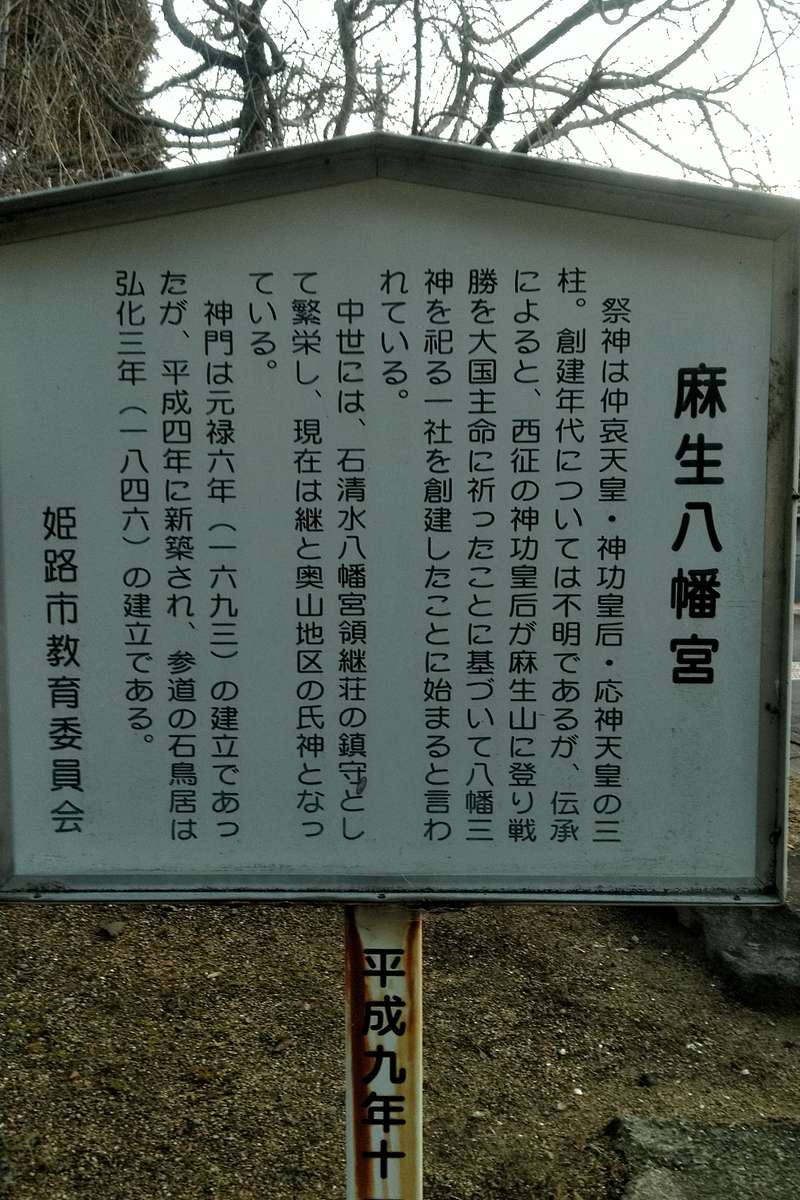 麻生八幡宮
祭神は仲哀天皇・神功皇后・応神天皇の三
柱。創建年代については不明であるが、伝承
によると、西征の神功皇后が麻生山に登り戦
勝を大国主命に祈ったことに基づいて八幡三
神を祀る一社を創建したことに始まると言わ
れている。
中世には、石清水八幡宮領継荘の鎮守とし
て繁栄し、現在は継と奥山地区の氏神となっ
ている。
神門は元禄六年（一六九三）の建立であっ
たが、平成四年に新築され、参道の石鳥居は
弘化三年（一八四六）の建立である。
姫路市教育委員会
平成九年十